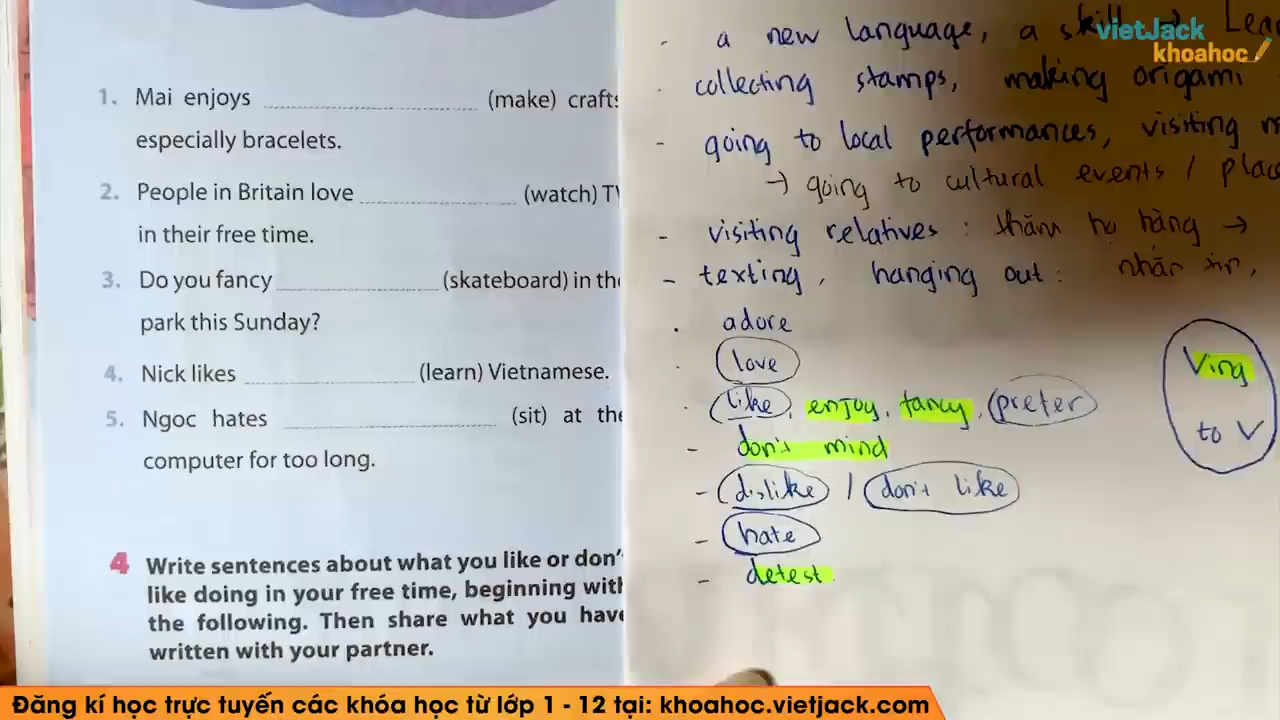 1. Mai enjoys ........ (make) crafts
especially bracelets.
2. People in Britain love ........ (watch) TV
in their free time.
3. Do you fancy ........ (skateboard) in the
park this Sunday?
4. Nick likes ........ (learn) Vietnamese.
5. Ngoc hates ........ (sit) at the
computer for too long.
4 Write sentences about what you like or don't
like doing in your free time, beginning with
the following. Then share what you have
written with your partner.
- a new language, a skill →
- collecting stamps, making origami
- going to local performances, visiting
→ going to cultural events / place
- visiting relatives : thăm họ hàng →
- texting, hanging out : nhắn tin,
- adore
- love
- like, enjoy, fancy, prefer
- don't mind
- dislike / don't like
- hate
- detest
Ving
to V
vietJack
khoahoc
Đăng kí học trực tuyến các khóa học từ lớp 1 - 12 tại: khoahoc.vietjack.com